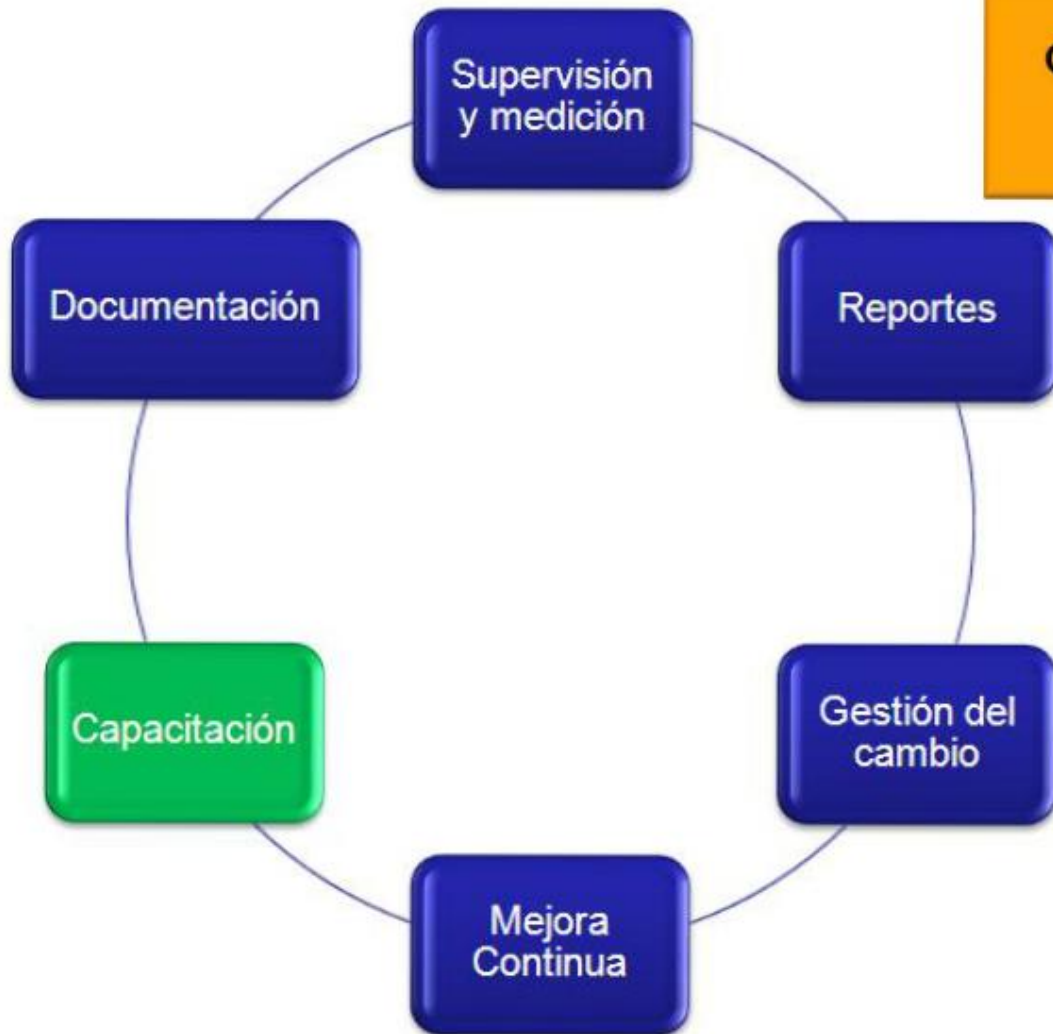 Supervisión
y medición
Documentación
Reportes
Capacitación
Gestión del
cambio
Mejora
Continua